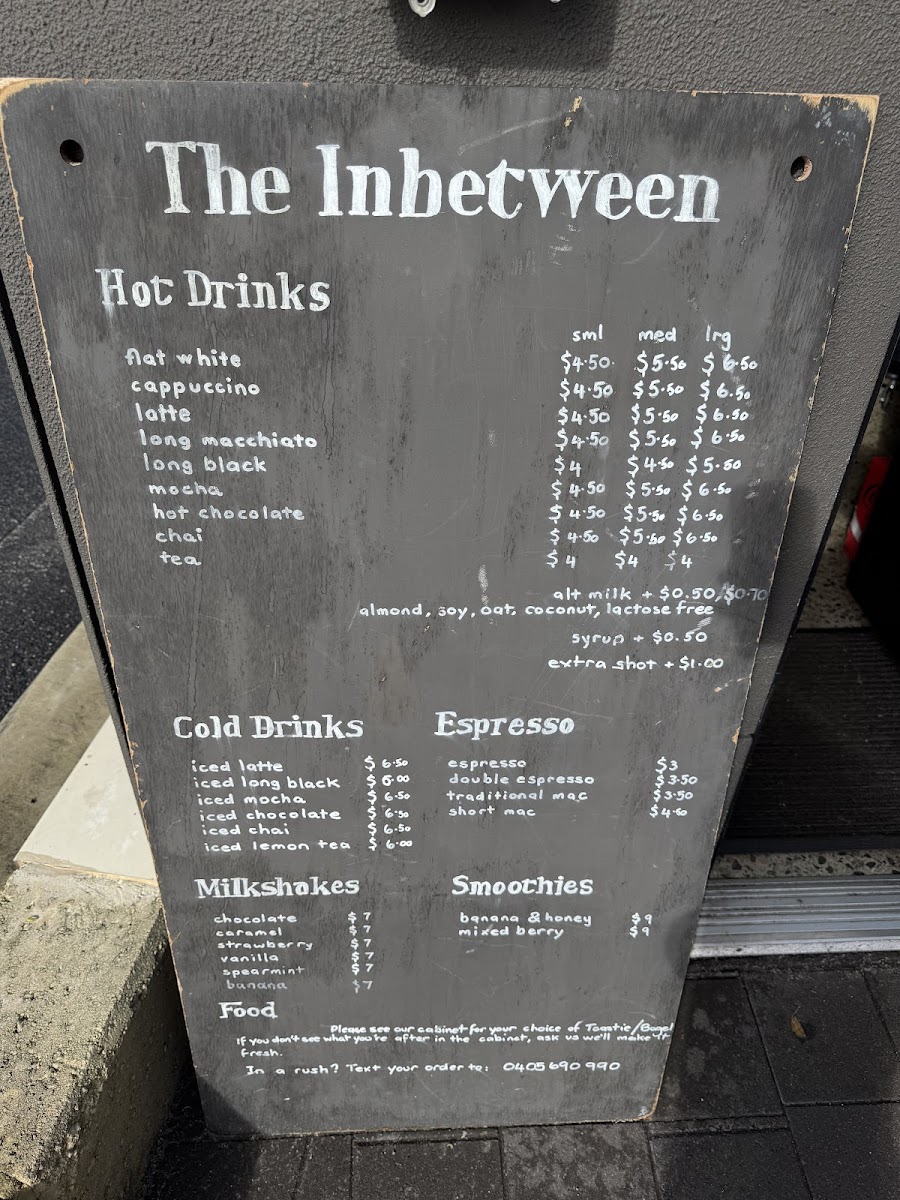 The Inbetween
Hot Drinks
sml med lrg
flat white $4.50 $5.50 $6.50
cappuccino $4.50 $5.50 $6.50
latte $4.50 $5.50 $6.50
long macchiato $4.50 $5.50 $6.50
long black $4 $4.50 $5.50
mocha $4.50 $5.50 $6.50
hot chocolate $4.50 $5.50 $6.50
chai $4.50 $5.50 $6.50
tea $4 $4 $4
alt milk + $0.50, $0.70
almond, soy, oat, coconut, lactose free
syrup + $0.50
extra shot + $1.00
Cold Drinks
iced latte $6.50
iced long black $6.00
iced mocha $6.50
iced chocolate $6.50
iced chai $6.50
iced lemon tea $6.00
Espresso
espresso $3
double espresso $3.50
traditional mac $3.50
short mac
Milkshakes
chocolate $7
caramel $7
strawberry $7
vanilla $7
spearmint $7
banana $7
Smoothies
banana & honey $9
mixed berry $9
Food
Please see our cabinet for your choice of Toastie/Bagel
If you don't see what you're after in the cabinet, ask us we'll make it
fresh.
In a rush? Text your order to: 0405 690 990